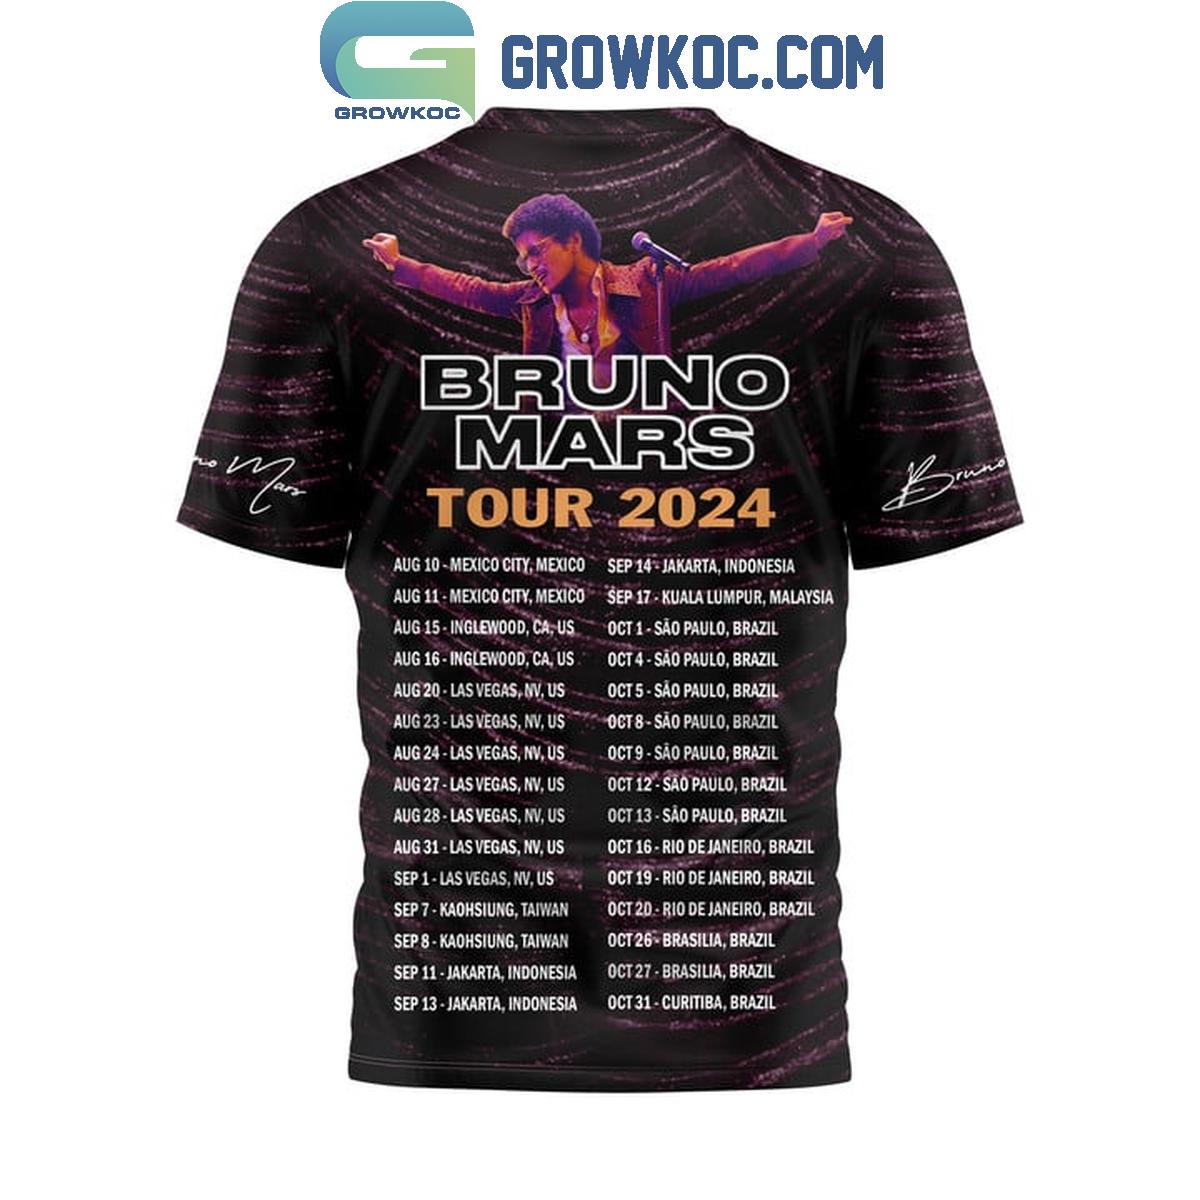 GROWKOC
GROWKOC.COM
BRUNO
MARS
TOUR 2024
no Mars
Bruno
AUG 10 - MEXICO CITY, MEXICO
AUG 11 - MEXICO CITY, MEXICO
AUG 15 - INGLEWOOD, CA, US
AUG 16 - INGLEWOOD, CA, US
AUG 20 - LAS VEGAS, NV, US
AUG 23 - LAS VEGAS, NV, US
AUG 24 - LAS VEGAS, NV, US
AUG 27 - LAS VEGAS, NV, US
AUG 28 - LAS VEGAS, NV, US
AUG 31 - LAS VEGAS, NV, US
SEP 1 - LAS VEGAS, NV, US
SEP 7 - KAOHSIUNG, TAIWAN
SEP 8 - KAOHSIUNG, TAIWAN
SEP 11 - JAKARTA, INDONESIA
SEP 13 - JAKARTA, INDONESIA
SEP 14 - JAKARTA, INDONESIA
SEP 17 - KUALA LUMPUR, MALAYSIA
OCT 1 - SÃO PAULO, BRAZIL
OCT 4 - SÃO PAULO, BRAZIL
OCT 5 - SÃO PAULO, BRAZIL
OCT 8 - SÃO PAULO, BRAZIL
OCT 9 - SÃO PAULO, BRAZIL
OCT 12 - SÃO PAULO, BRAZIL
OCT 13 - SÃO PAULO, BRAZIL
OCT 16 - RIO DE JANEIRO, BRAZIL
OCT 19 - RIO DE JANEIRO, BRAZIL
OCT 20 - RIO DE JANEIRO, BRAZIL
OCT 26 - BRASILIA, BRAZIL
OCT 27 - BRASILIA, BRAZIL
OCT 31 - CURITIBA, BRAZIL